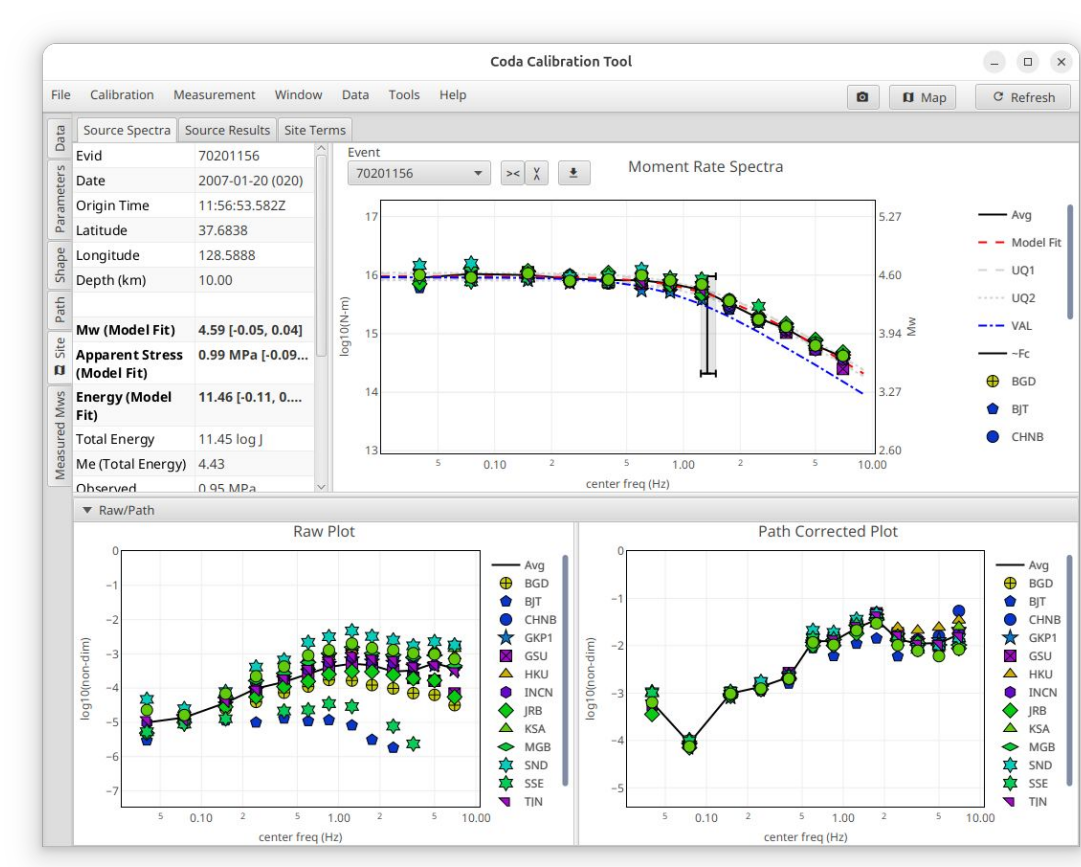 Coda Calibration Tool
File Calibration Measurement Window Data Tools Help
Map Refresh
Data
Parameters
Shape
Path
Site
Measured Mws
Source Spectra Source Results Site Terms
Evid 70201156
Date 2007-01-20 (020)
Origin Time 11:56:53.582Z
Latitude 37.6838
Longitude 128.5888
Depth (km) 10.00
Mw (Model Fit) 4.59 [-0.05, 0.04]
Apparent Stress 0.99 MPa [-0.09...
(Model Fit)
Energy (Model 11.46 [-0.11, 0....
Fit)
Total Energy 11.45 log J
Me (Total Energy) 4.43
Observed 0.95 MPa
Event
70201156
><
Moment Rate Spectra
17 5.27
16 4.60
15 3.94
14 3.27
13 2.60
log10(N-m)
Mw
5 0.10 2 5 1.00 2 5 10.00
center freq (Hz)
Avg
Model Fit
UQ1
UQ2
VAL
~Fc
BGD
BJT
CHNB
Raw/Path
Raw Plot
0
−1
−2
−3
−4
−5
−6
−7
log10(non-dim)
5 0.10 2 5 1.00 2 5 10.00
center freq (Hz)
Avg
BGD
BJT
CHNB
GKP1
GSU
HKU
INCN
JRB
KSA
MGB
SND
SSE
TIN
Path Corrected Plot
0
−1
−2
−3
−4
−5
log10(non-dim)
5 0.10 2 5 1.00 2 5 10.00
center freq (Hz)
Avg
BGD
BJT
CHNB
GKP1
GSU
HKU
INCN
JRB
KSA
MGB
SND
SSE
TIN